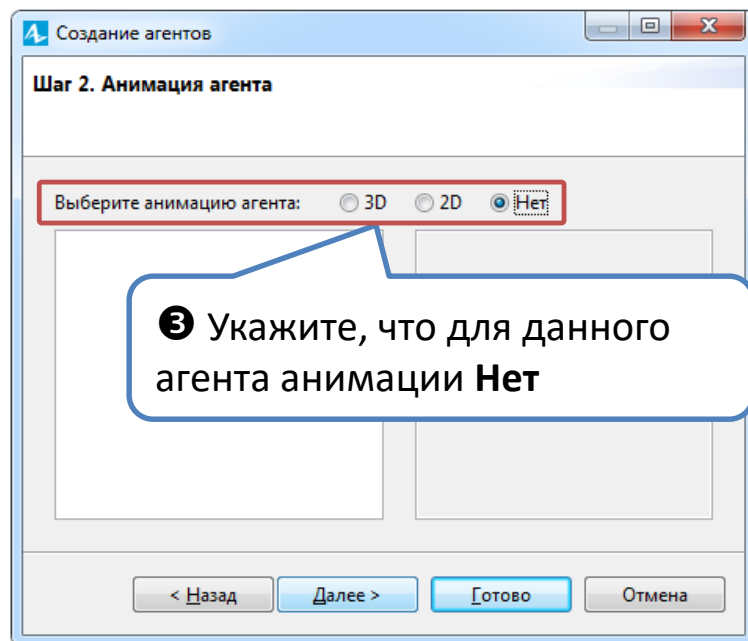 Создание агентов
Шаг 2. Анимация агента
Выберите анимацию агента: 3D 2D Нет
❸ Укажите, что для данного
агента анимации Нет
< Назад Далее > Готово Отмена